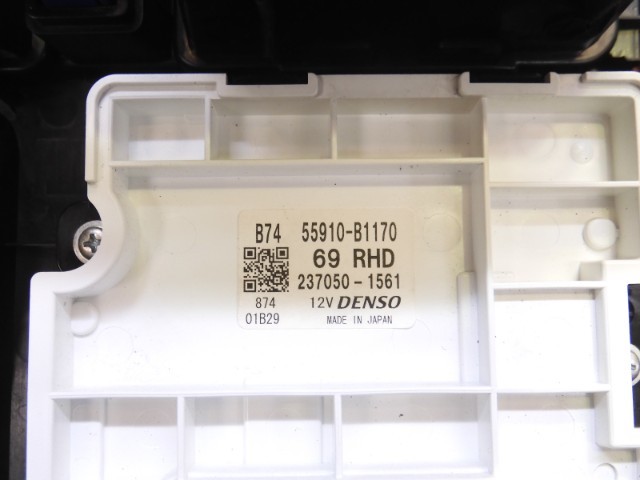 B74 55910-B1170
69 RHD
237050-1561
874 12V DENSO
01B29 MADE IN JAPAN